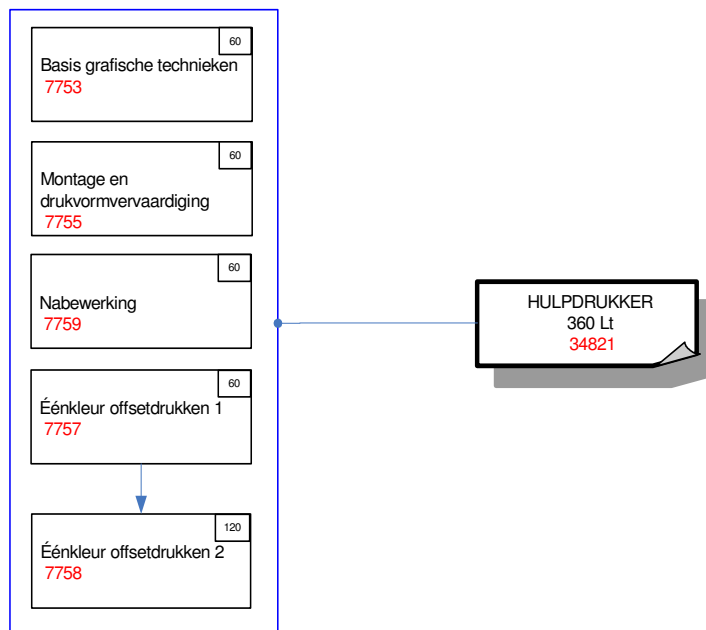 60
Basis grafische technieken
7753
60
Montage en
drukvormvervaardiging
7755
60
Nabewerking
7759
60
Éénkleur offsetdrukken 1
7757
120
Éénkleur offsetdrukken 2
7758
HULPDRUKKER
360 Lt
34821